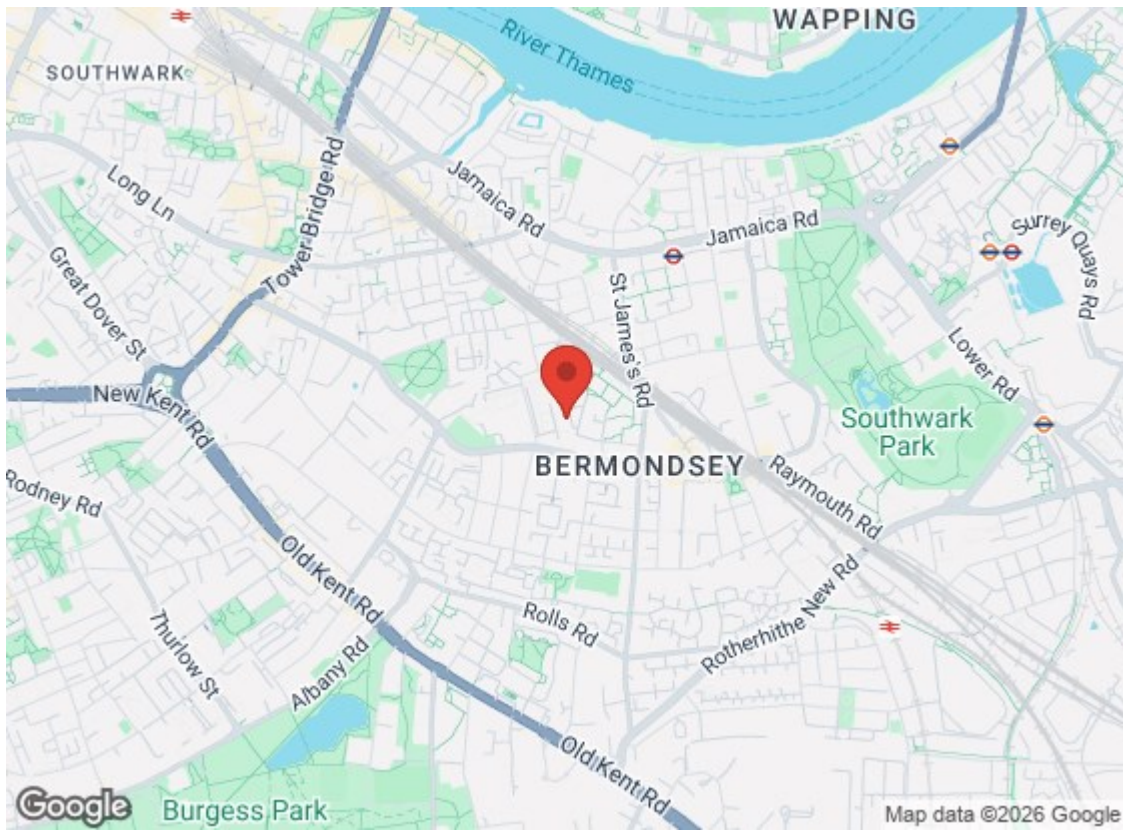 WAPPING
River Thames
SOUTHWARK
Long Ln
Tower Bridge Rd
Jamaica Rd
Jamaica Rd
Great Dover St
St James's Rd
Surrey Quays Rd
Lower Rd
New Kent Rd
Southwark
Park
BERMONDSEY
Raymouth Rd
Rodney Rd
Old Kent Rd
Rolls Rd
Rotherhithe New Rd
Thurlow St
Albany Rd
Old Kent Rd
Google
Burgess Park
Map data ©2026 Google